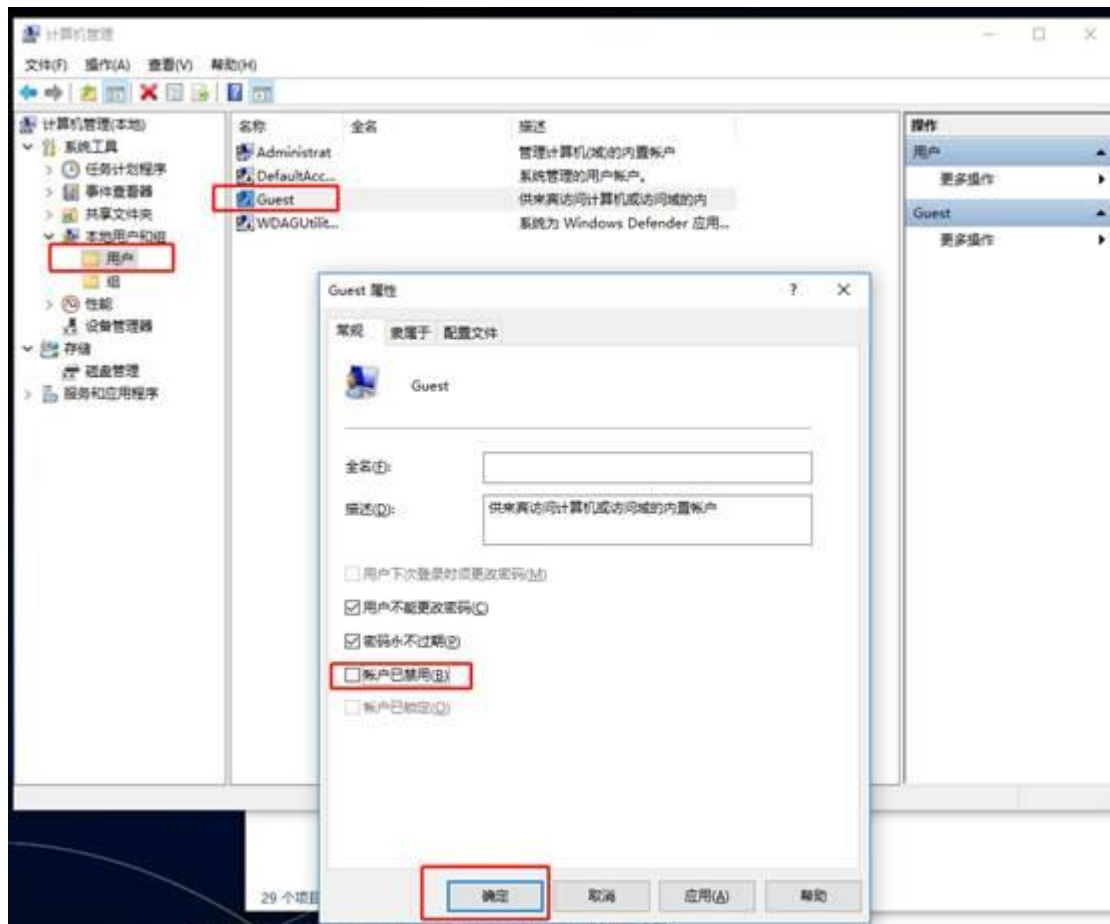 计算机管理
文件(F) 操作(A) 查看(V) 帮助(H)
计算机管理(本地)
系统工具
任务计划程序
事件查看器
共享文件夹
本地用户和组
用户
组
性能
设备管理器
存储
磁盘管理
服务和应用程序
名称 全名 描述
Administrat 管理计算机(域)的内置帐户
DefaultAcc... 系统管理的用户帐户。
Guest 供来宾访问计算机或访问域的内
WDAGUtilit... 系统为 Windows Defender 应用...
操作
用户
更多操作
Guest
更多操作
Guest 属性
常规 隶属于 配置文件
Guest
全名(F):
描述(D): 供来宾访问计算机或访问域的内置帐户
用户下次登录时须更改密码(M)
用户不能更改密码(C)
密码永不过期(P)
帐户已禁用(B)
帐户已锁定(O)
确定 取消 应用(A) 帮助
29 个项目